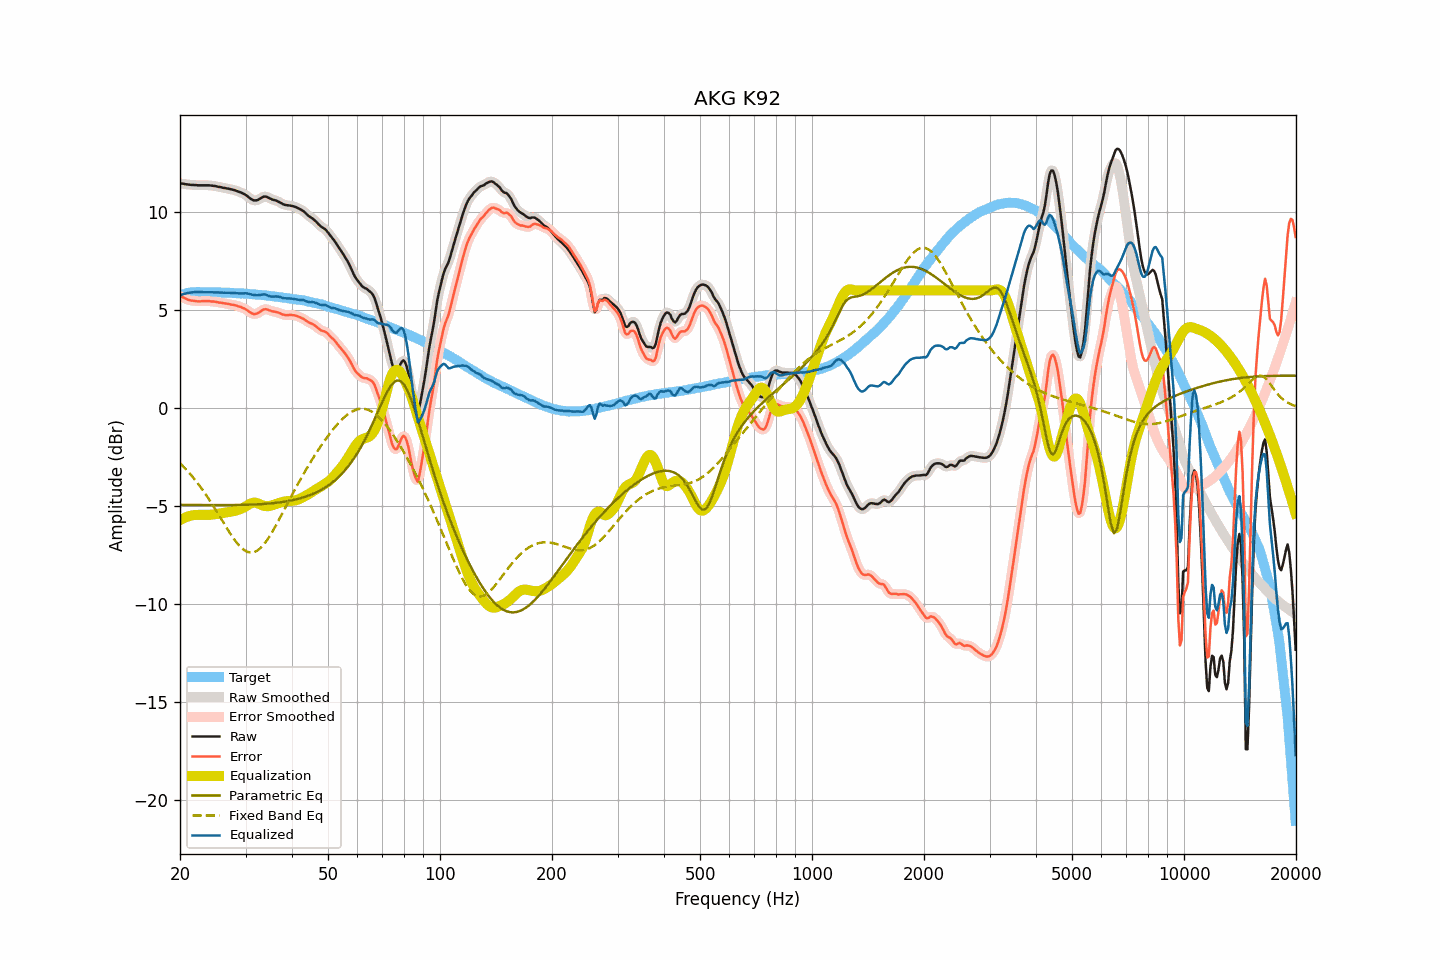 AKG K92
Amplitude (dBr)
10
5
0
−5
−10
−15
−20
Target
Raw Smoothed
Error Smoothed
Raw
Error
Equalization
Parametric Eq
Fixed Band Eq
Equalized
20 50 100 200 500 1000 2000 5000 10000 20000
Frequency (Hz)